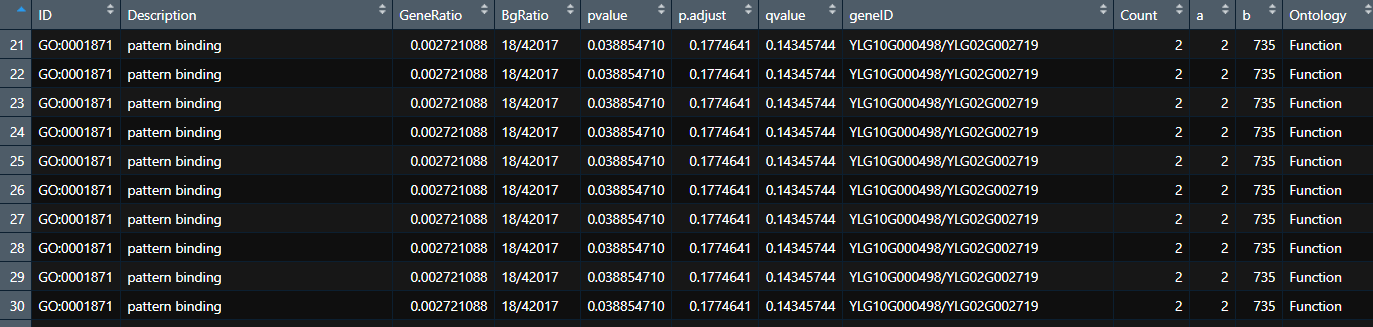 ID Description GeneRatio BgRatio pvalue p.adjust qvalue geneID Count a b Ontology
21 GO:0001871 pattern binding 0.002721088 18/42017 0.038854710 0.1774641 0.14345744 YLG10G000498/YLG02G002719 2 2 735 Function
22 GO:0001871 pattern binding 0.002721088 18/42017 0.038854710 0.1774641 0.14345744 YLG10G000498/YLG02G002719 2 2 735 Function
23 GO:0001871 pattern binding 0.002721088 18/42017 0.038854710 0.1774641 0.14345744 YLG10G000498/YLG02G002719 2 2 735 Function
24 GO:0001871 pattern binding 0.002721088 18/42017 0.038854710 0.1774641 0.14345744 YLG10G000498/YLG02G002719 2 2 735 Function
25 GO:0001871 pattern binding 0.002721088 18/42017 0.038854710 0.1774641 0.14345744 YLG10G000498/YLG02G002719 2 2 735 Function
26 GO:0001871 pattern binding 0.002721088 18/42017 0.038854710 0.1774641 0.14345744 YLG10G000498/YLG02G002719 2 2 735 Function
27 GO:0001871 pattern binding 0.002721088 18/42017 0.038854710 0.1774641 0.14345744 YLG10G000498/YLG02G002719 2 2 735 Function
28 GO:0001871 pattern binding 0.002721088 18/42017 0.038854710 0.1774641 0.14345744 YLG10G000498/YLG02G002719 2 2 735 Function
29 GO:0001871 pattern binding 0.002721088 18/42017 0.038854710 0.1774641 0.14345744 YLG10G000498/YLG02G002719 2 2 735 Function
30 GO:0001871 pattern binding 0.002721088 18/42017 0.038854710 0.1774641 0.14345744 YLG10G000498/YLG02G002719 2 2 735 Function